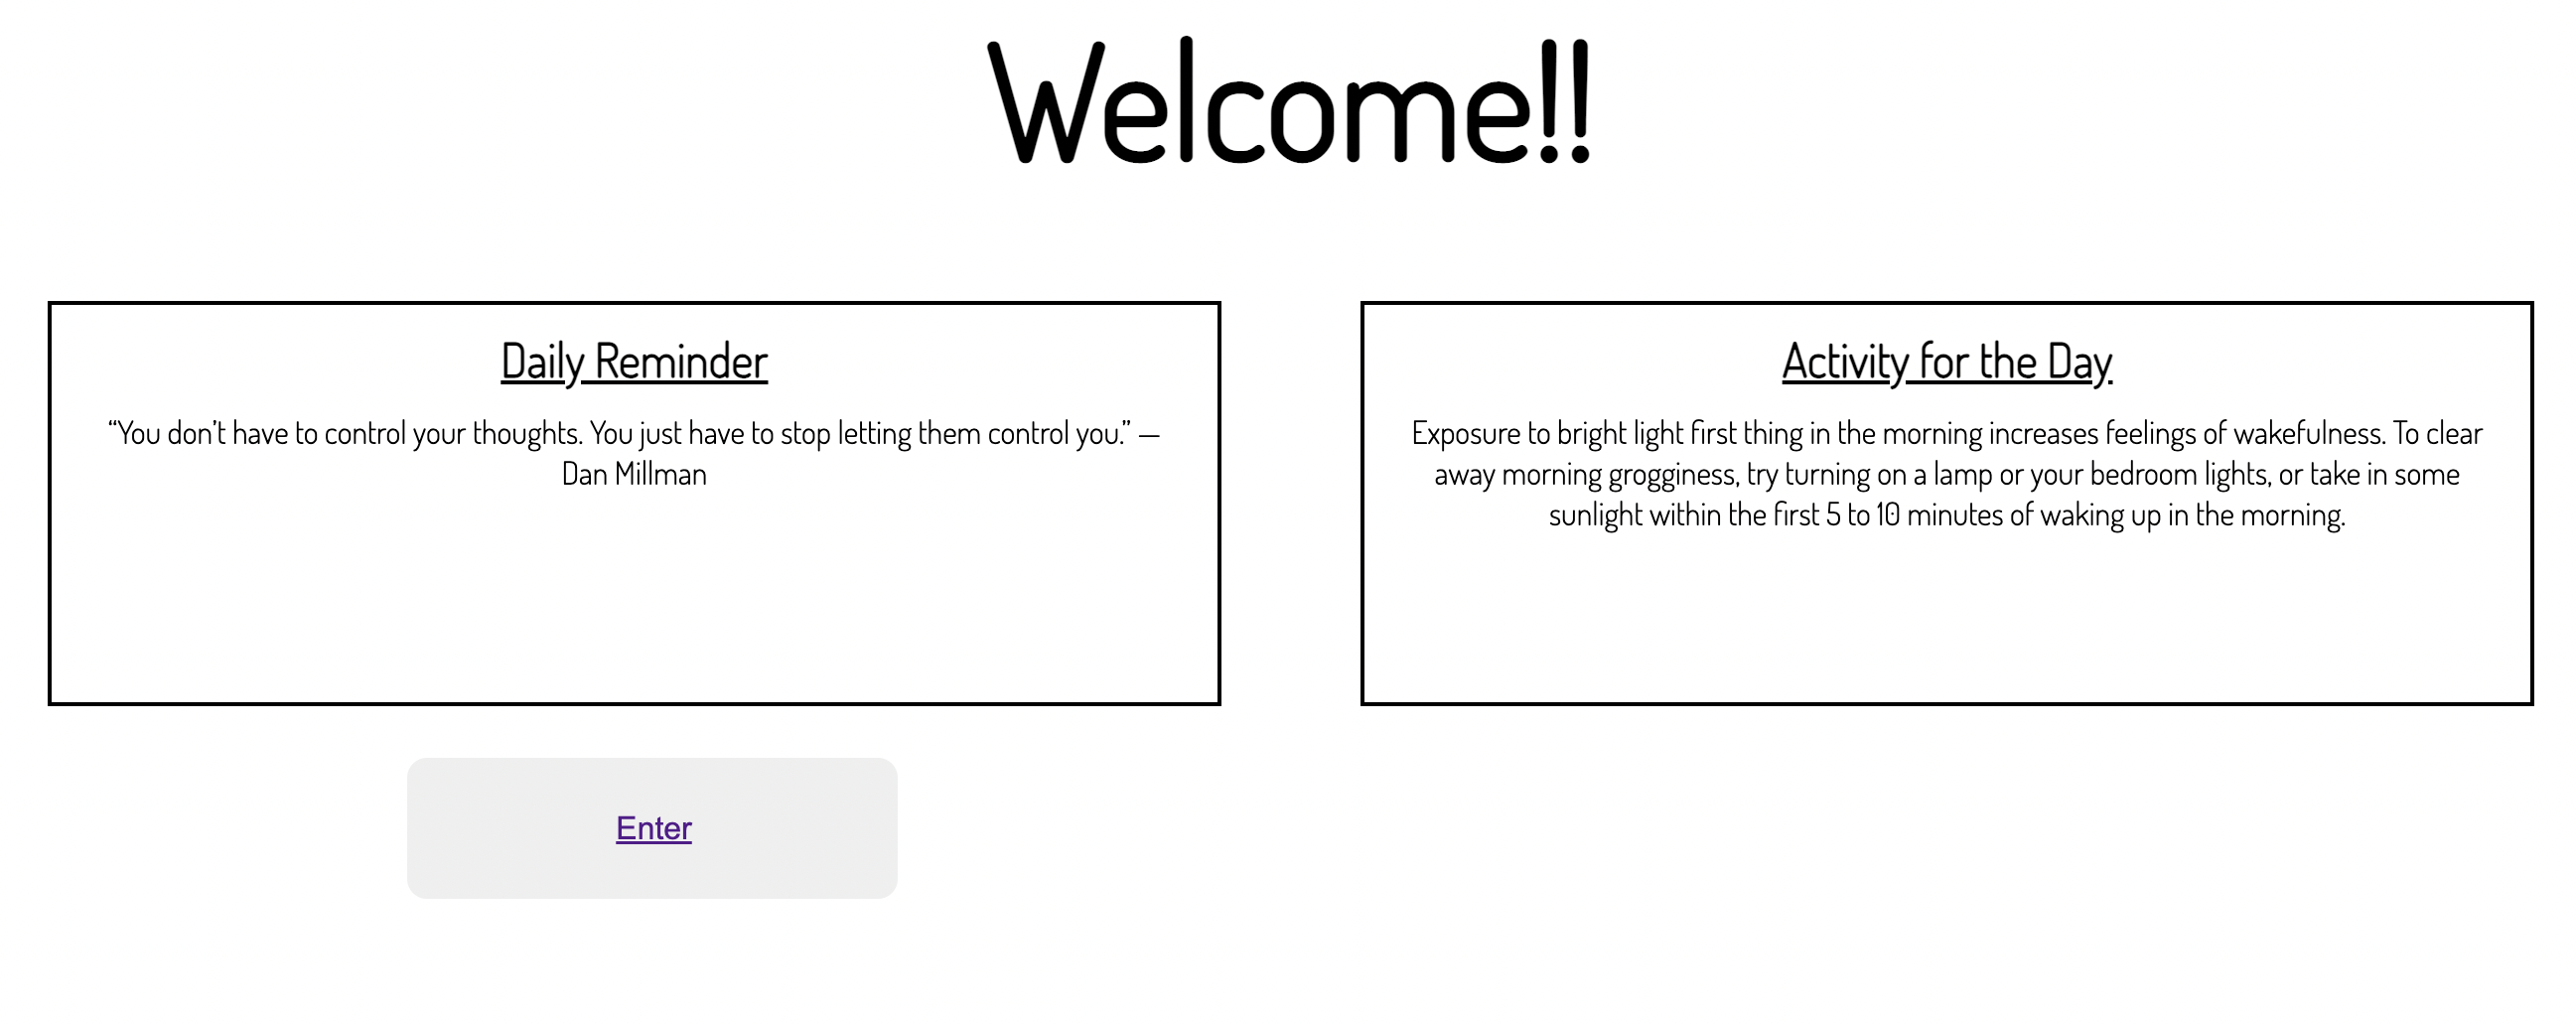 Welcome!!
Daily Reminder
“You don’t have to control your thoughts. You just have to stop letting them control you.” —
Dan Millman
Activity for the Day
Exposure to bright light first thing in the morning increases feelings of wakefulness. To clear
away morning grogginess, try turning on a lamp or your bedroom lights, or take in some
sunlight within the first 5 to 10 minutes of waking up in the morning.
Enter